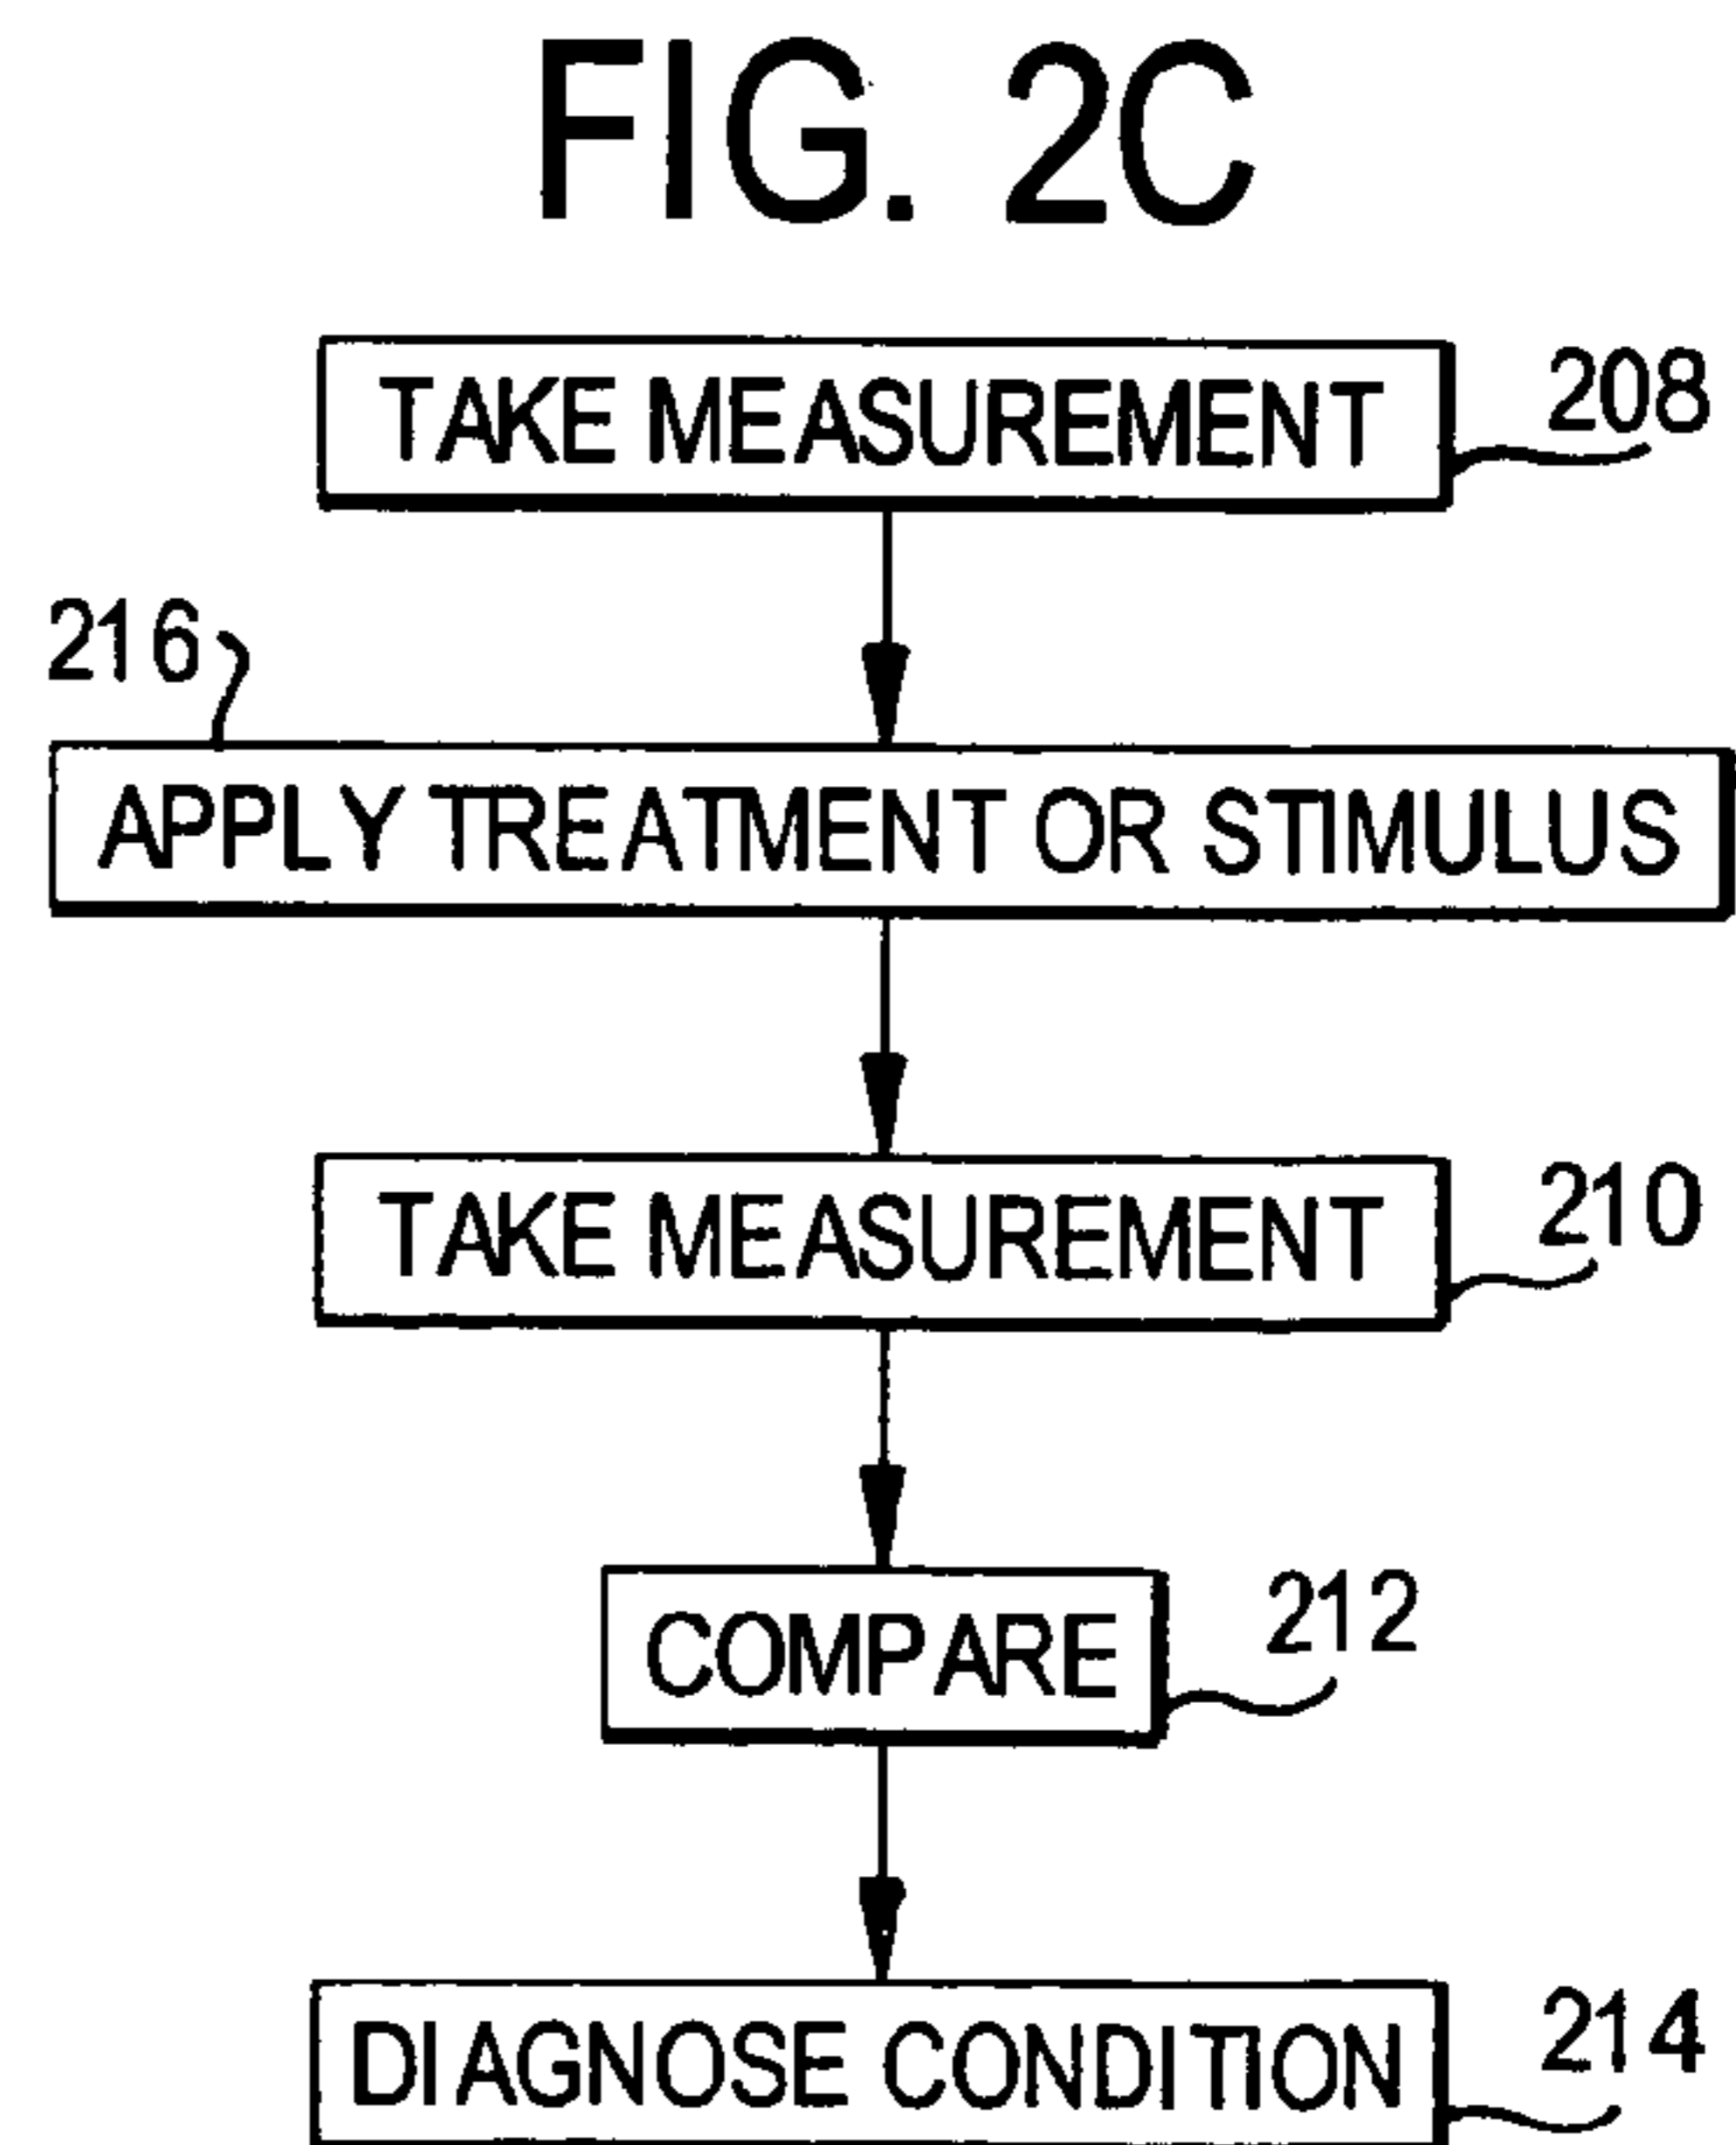 FIG. 2C
TAKE MEASUREMENT
208
216
APPLY TREATMENT OR STIMULUS
TAKE MEASUREMENT
210
COMPARE
212
DIAGNOSE CONDITION
214